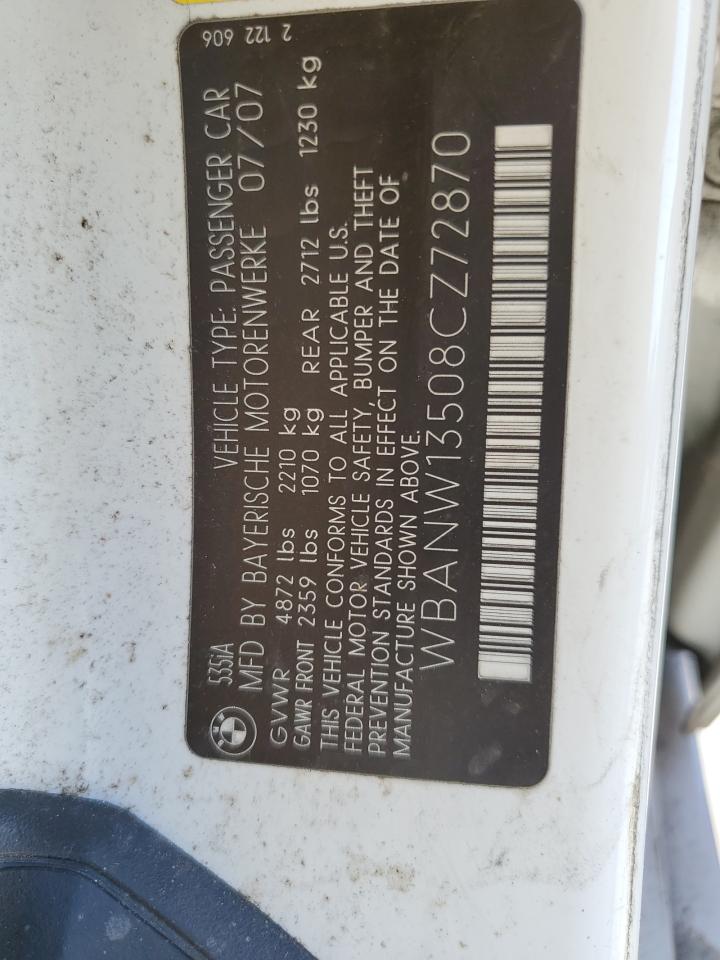 2 122 606
535iA VEHICLE TYPE: PASSENGER CAR
MFD BY BAYERISCHE MOTORENWERKE 07/07
GVWR 4872 lbs 2210 kg
GAWR FRONT 2359 lbs 1070 kg REAR 2712 lbs 1230 kg
THIS VEHICLE CONFORMS TO ALL APPLICABLE U.S.
FEDERAL MOTOR VEHICLE SAFETY, BUMPER AND THEFT
PREVENTION STANDARDS IN EFFECT ON THE DATE OF
MANUFACTURE SHOWN ABOVE.
WBANW13508CZ72870